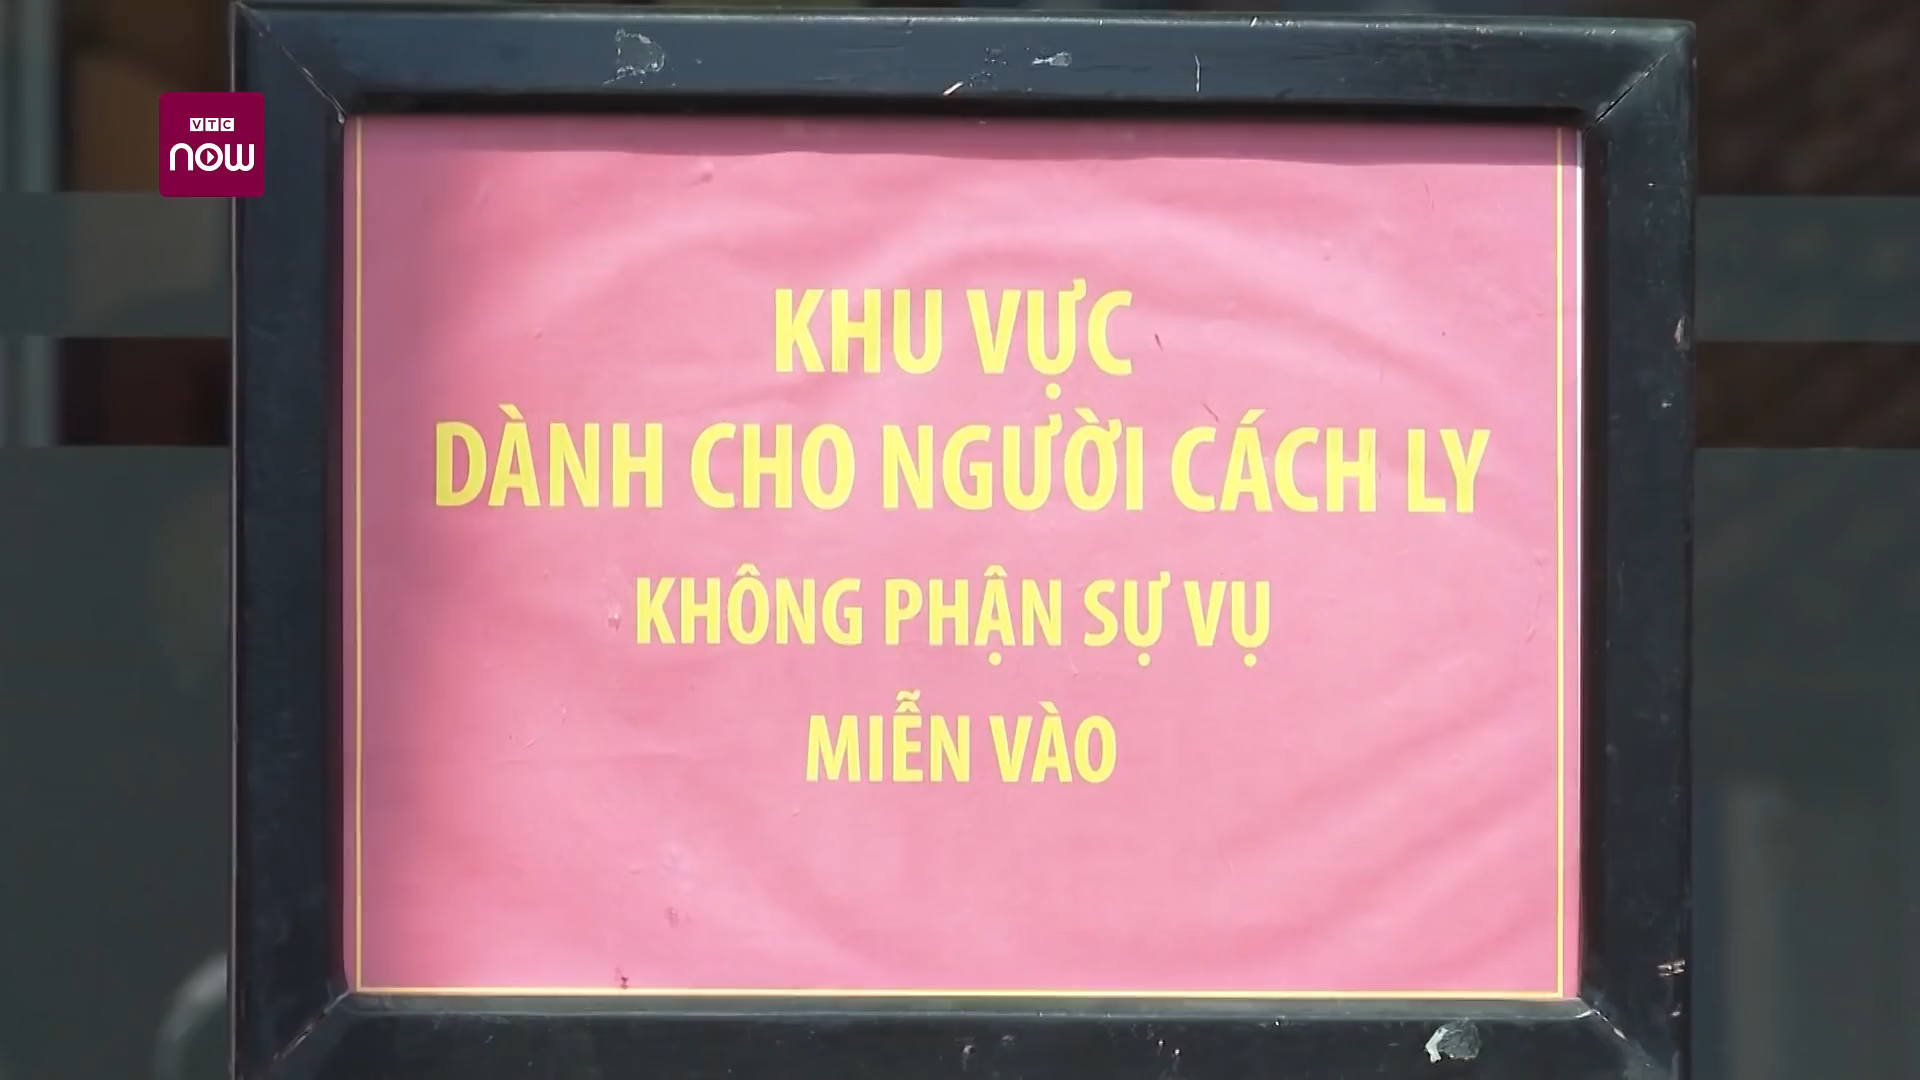 VTC
now
KHU VỰC
DÀNH CHO NGƯỜI CÁCH LY
KHÔNG PHẬN SỰ VỤ
MIỄN VÀO